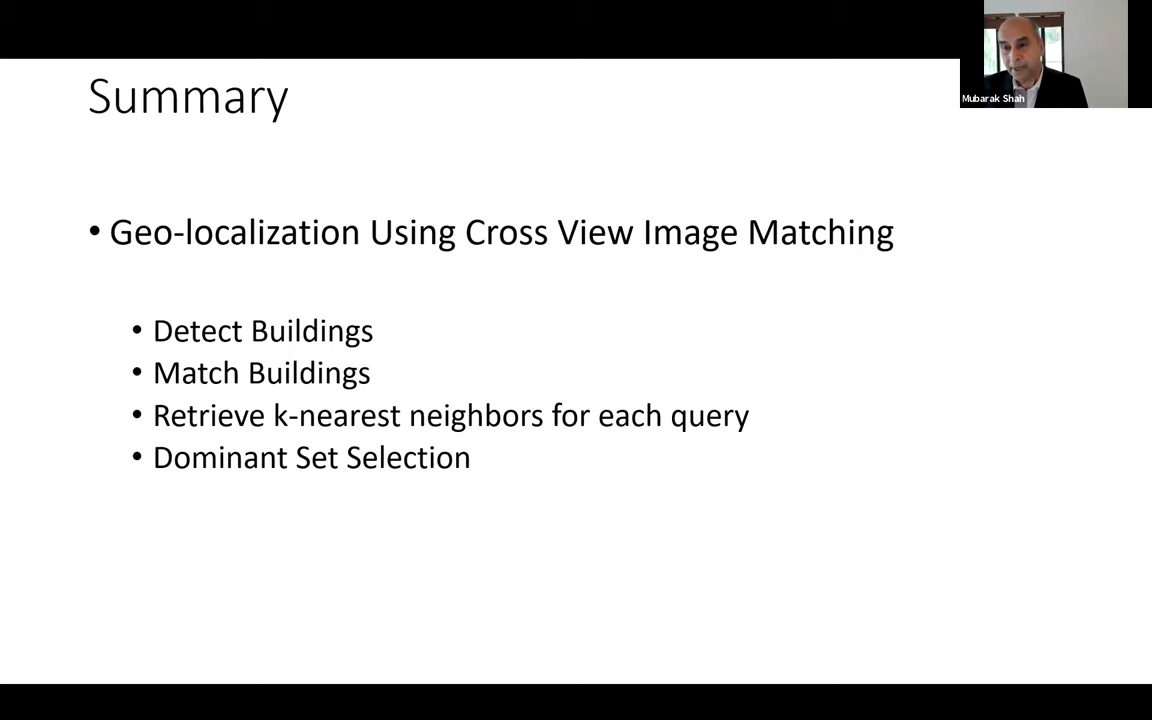 Summary
Mubarak Shah
• Geo-localization Using Cross View Image Matching
• Detect Buildings
• Match Buildings
• Retrieve k-nearest neighbors for each query
• Dominant Set Selection